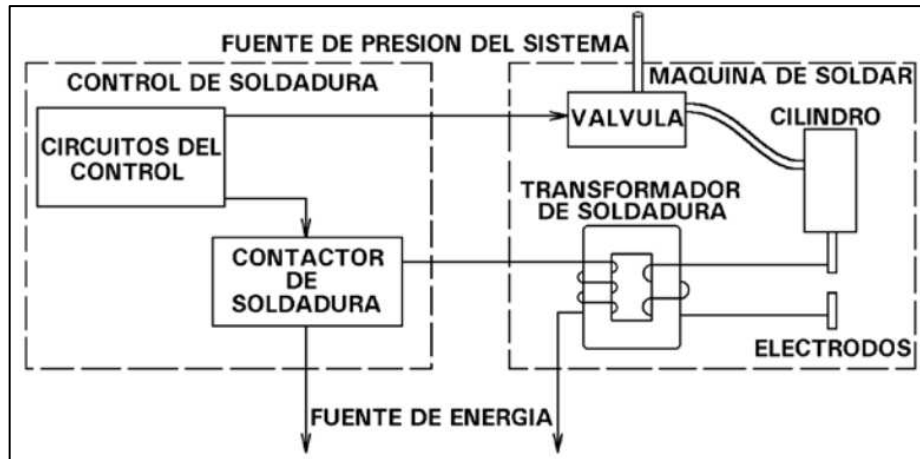 FUENTE DE PRESION DEL SISTEMA
CONTROL DE SOLDADURA
MAQUINA DE SOLDAR
CIRCUITOS DEL
CONTROL
VALVULA
CILINDRO
TRANSFORMADOR
DE SOLDADURA
CONTACTOR
DE
SOLDADURA
ELECTRODOS
FUENTE DE ENERGIA